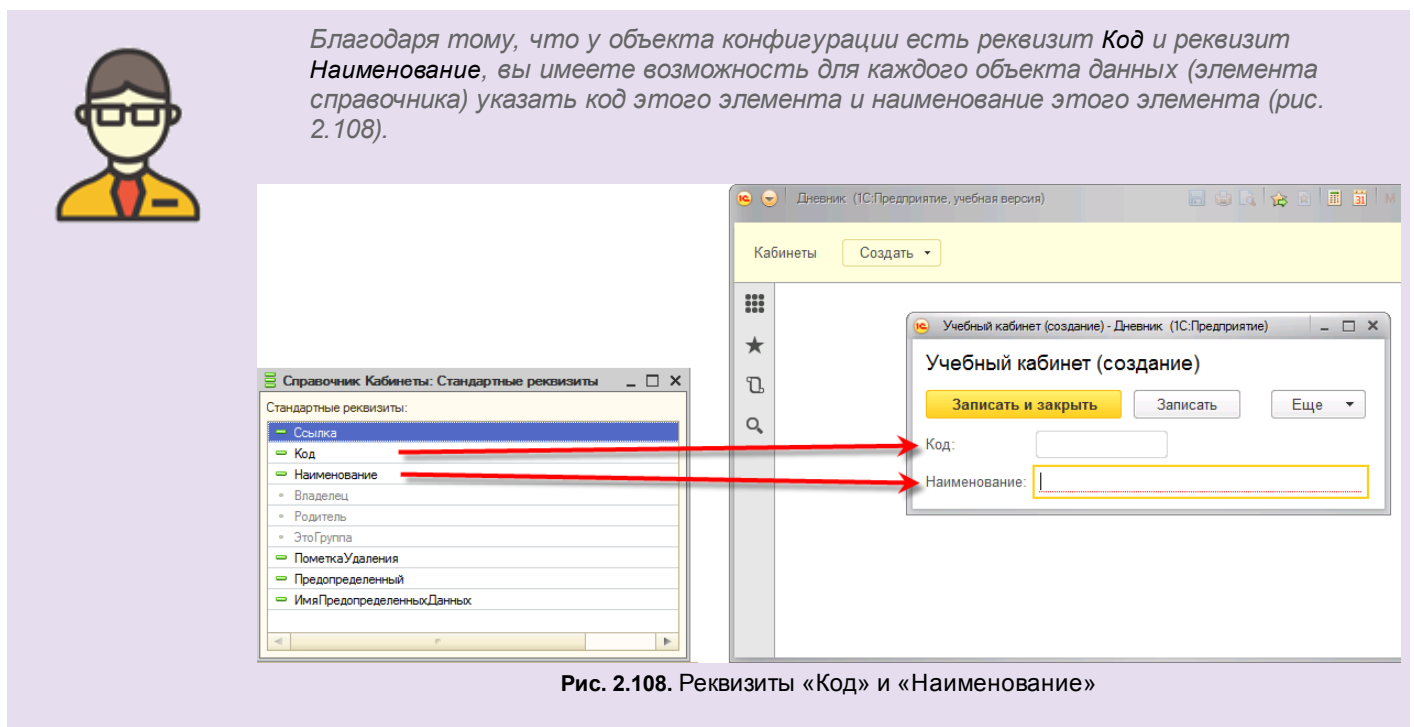 Благодаря тому, что у объекта конфигурации есть реквизит Код и реквизит
Наименование, вы имеете возможность для каждого объекта данных (элемента
справочника) указать код этого элемента и наименование этого элемента (рис.
2.108).
Дневник (1С:Предприятие, учебная версия)
31
M
Кабинеты
Создать
Учебный кабинет (создание) - Дневник (1С:Предприятие)
Учебный кабинет (создание)
Записать и закрыть
Записать
Еще
Код:
Наименование:
Справочник Кабинеты: Стандартные реквизиты
Стандартные реквизиты:
Ссылка
Код
Наименование
Владелец
Родитель
ЭтоГруппа
ПометкаУдаления
Предопределенный
ИмяПредопределенныхДанных
Рис. 2.108. Реквизиты «Код» и «Наименование»